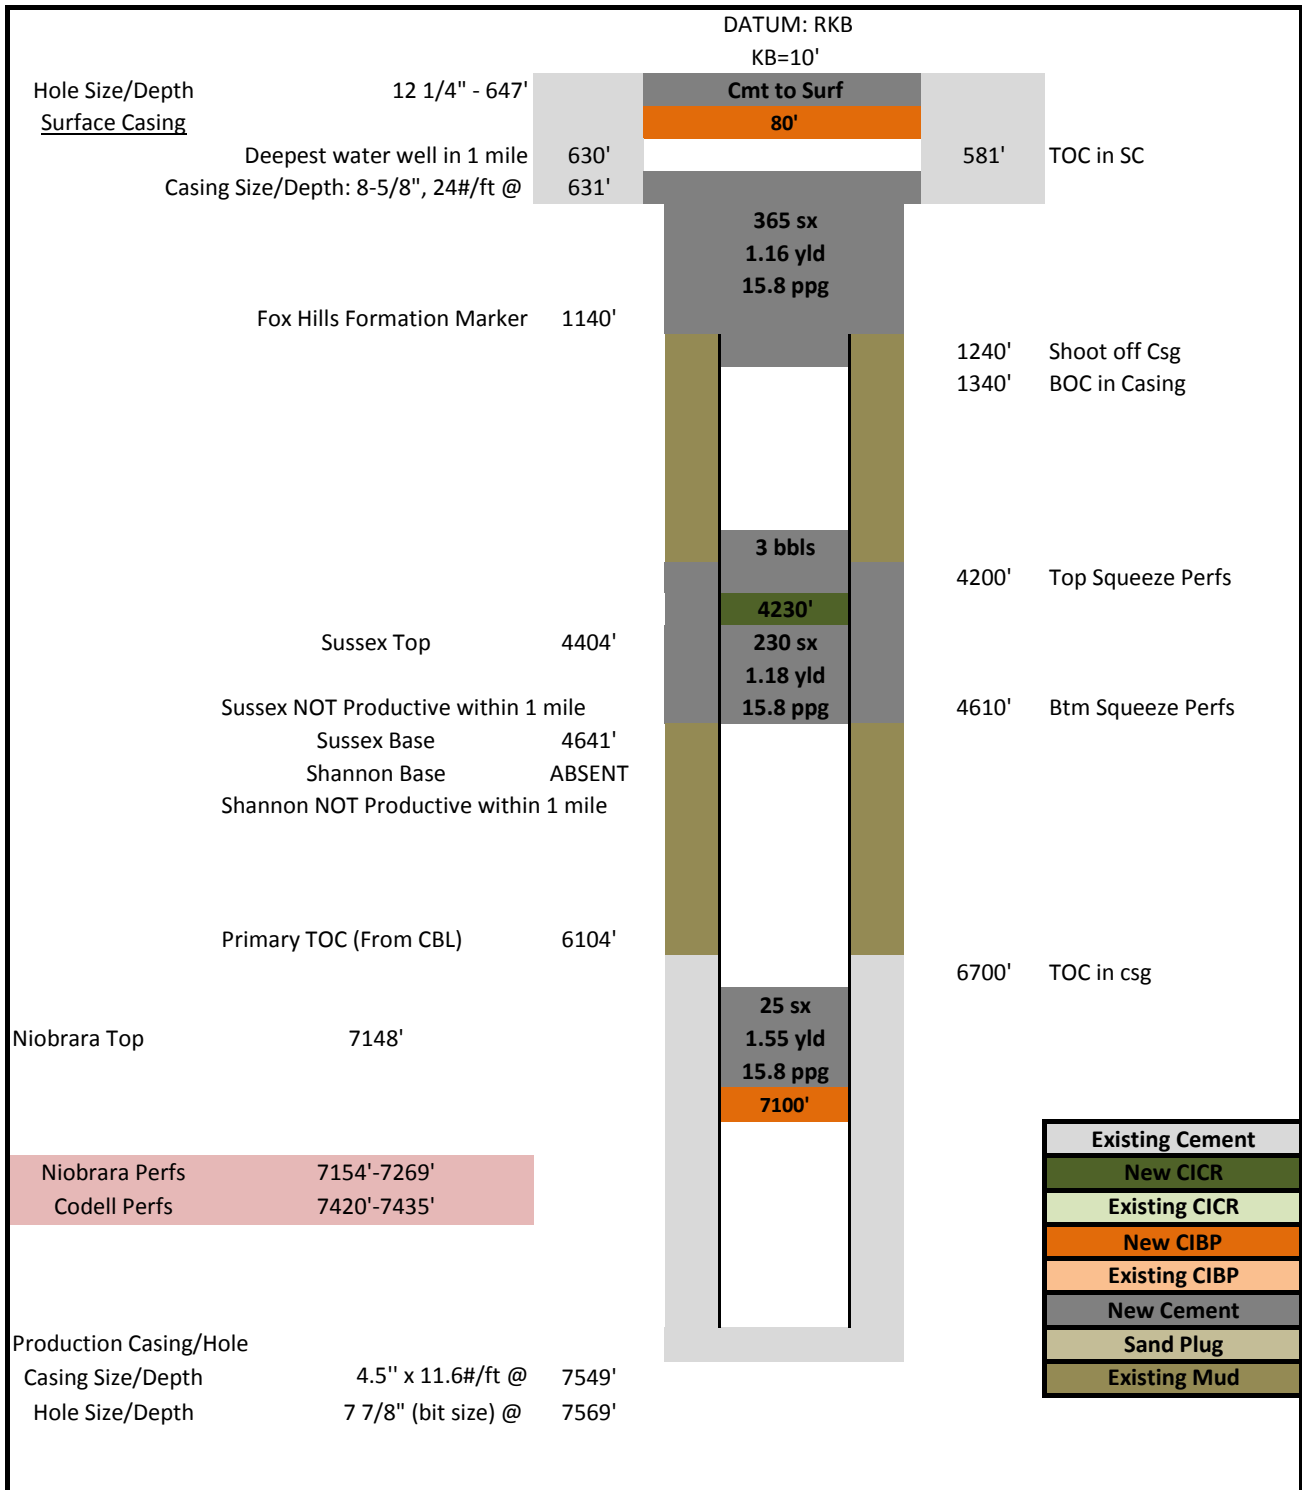 DATUM: RKB
KB=10'
Hole Size/Depth 12 1/4" - 647' Cmt to Surf
Surface Casing 80'
Deepest water well in 1 mile 630' 581' TOC in SC
Casing Size/Depth: 8-5/8", 24#/ft @ 631'
365 sx
1.16 yld
15.8 ppg
Fox Hills Formation Marker 1140'
1240' Shoot off Csg
1340' BOC in Casing
3 bbls
4200' Top Squeeze Perfs
4230'
Sussex Top 4404' 230 sx
1.18 yld
Sussex NOT Productive within 1 mile 15.8 ppg 4610' Btm Squeeze Perfs
Sussex Base 4641'
Shannon Base ABSENT
Shannon NOT Productive within 1 mile
Primary TOC (From CBL) 6104'
6700' TOC in csg
25 sx
Niobrara Top 7148' 1.55 yld
15.8 ppg
7100'
Existing Cement
Niobrara Perfs 7154'-7269' New CICR
Codell Perfs 7420'-7435' Existing CICR
New CIBP
Existing CIBP
New Cement
Production Casing/Hole Sand Plug
Casing Size/Depth 4.5'' x 11.6#/ft @ 7549' Existing Mud
Hole Size/Depth 7 7/8" (bit size) @ 7569'